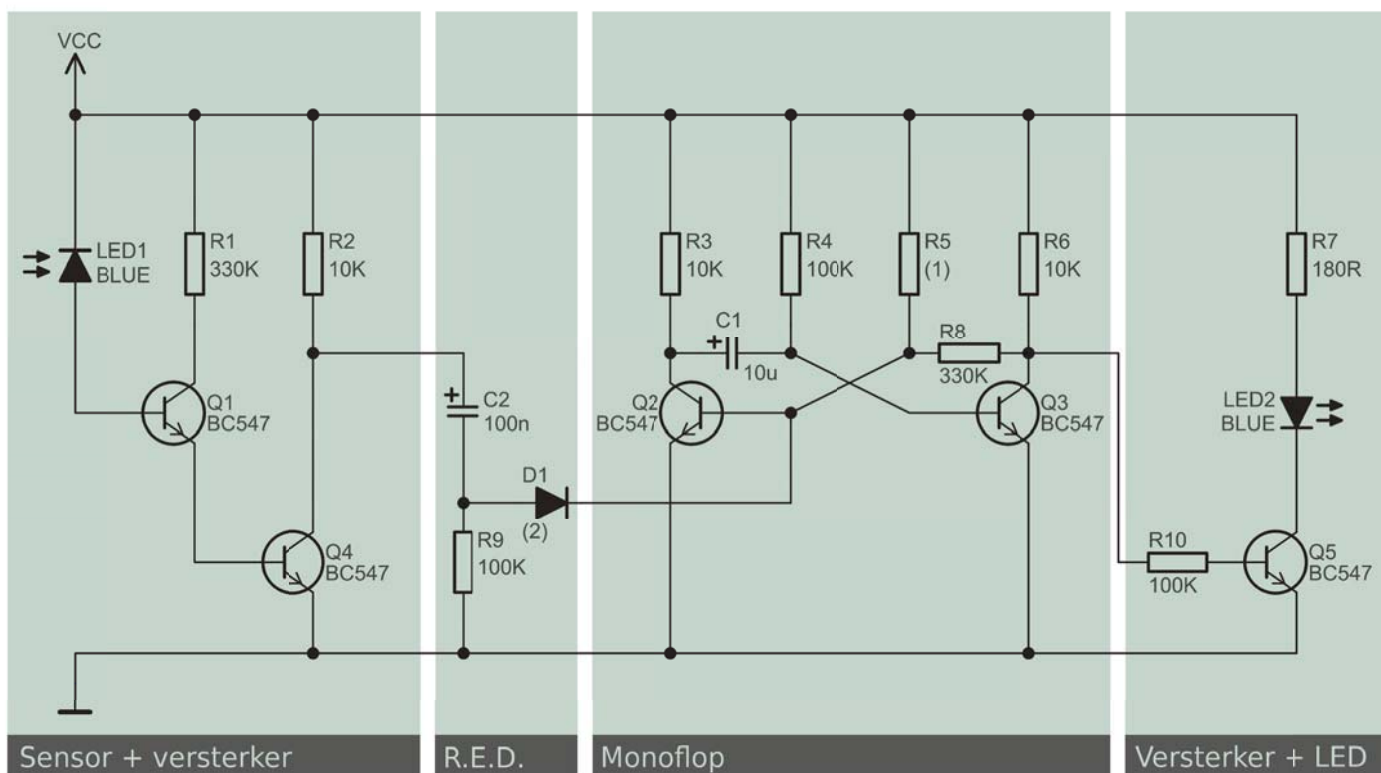 VCC
LED1
BLUE
R1
330K
R2
10K
R3
10K
R4
100K
R5
(1)
R6
10K
R7
180R
C1
+
10u
R8
330K
Q1
BC547
+
C2
100n
Q2
BC547
Q3
BC547
LED2
BLUE
D1
(2)
R9
100K
Q4
BC547
R10
100K
Q5
BC547
Sensor + versterker
R.E.D.
Monoflop
Versterker + LED